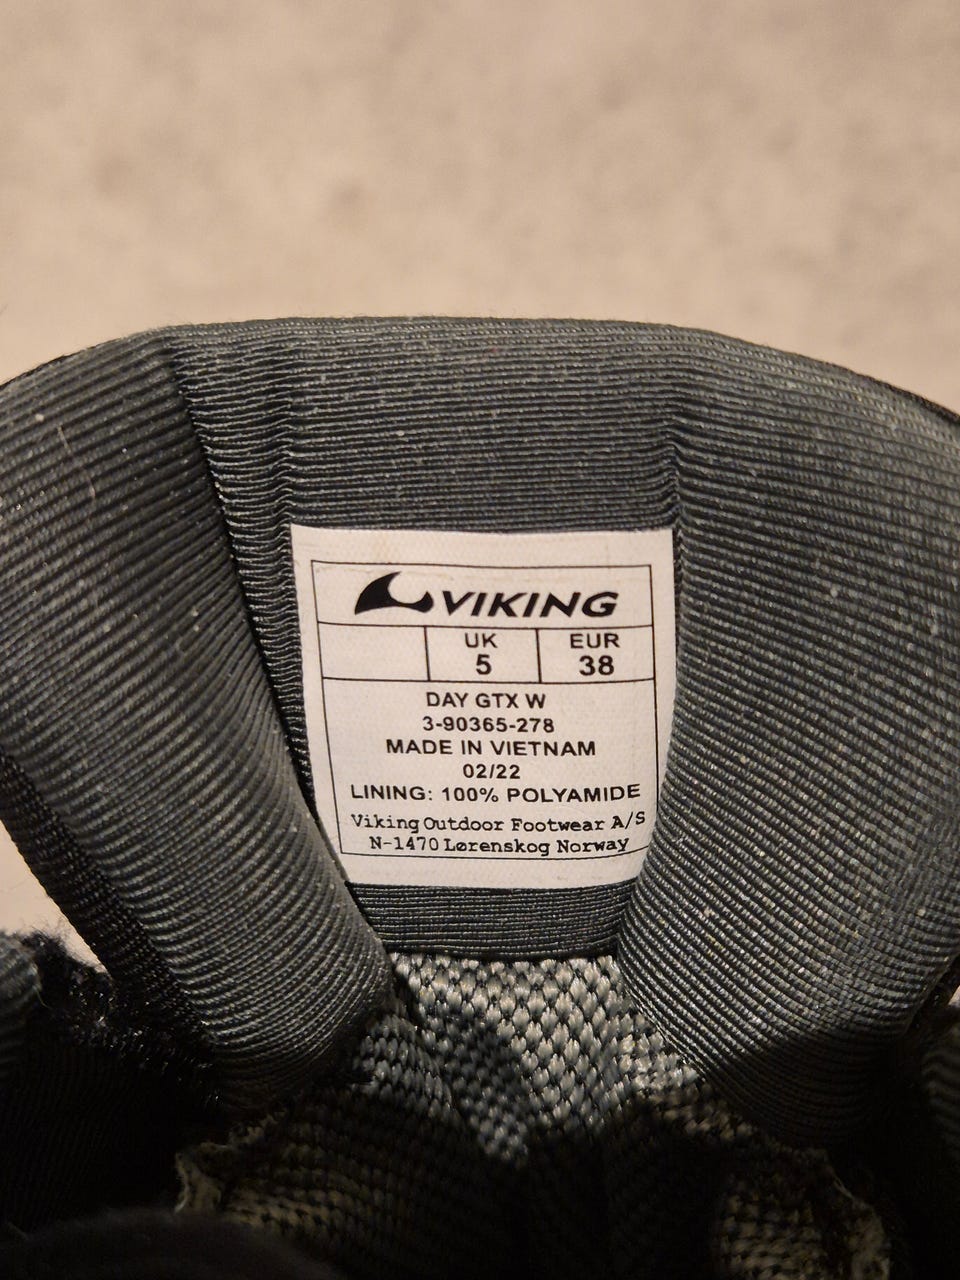 VIKING
UK EUR
5 38
DAY GTX W
3-90365-278
MADE IN VIETNAM
02/22
LINING: 100% POLYAMIDE
Viking Outdoor Footwear A/S
N-1470 Lørenskog Norway